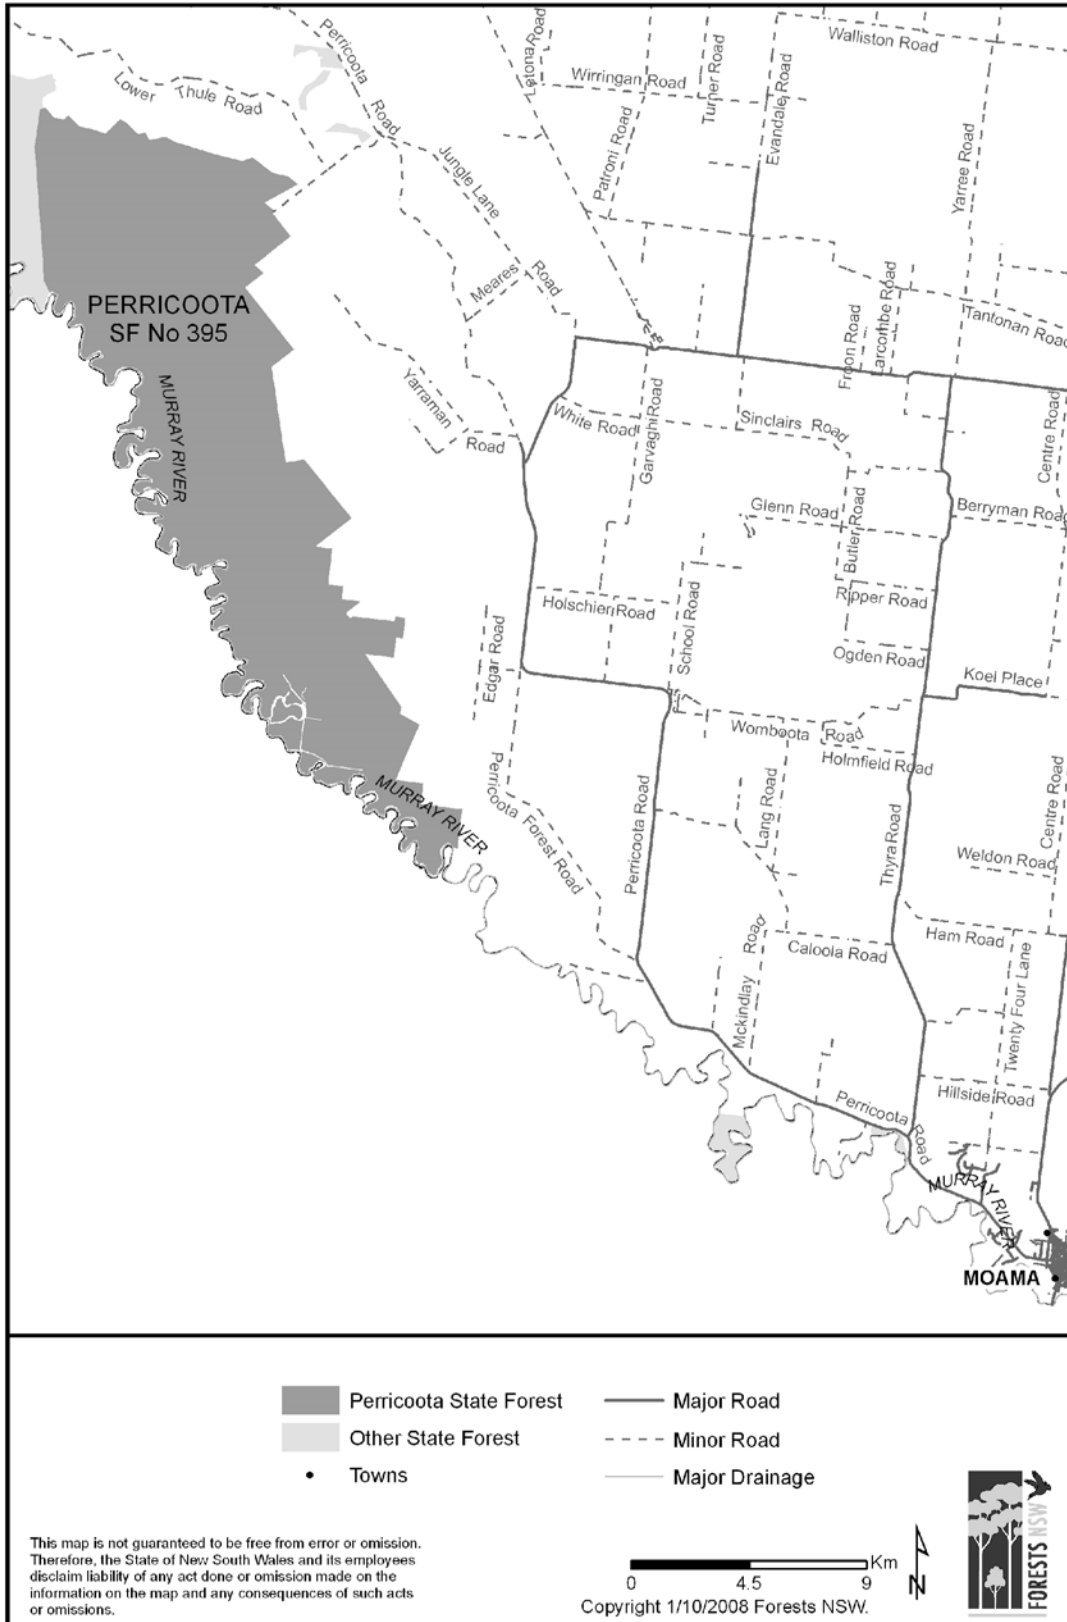 Walliston Road
Perricoota
Road
Letona Road
Wirringan Road
Turner Road
Evandale Road
Lower Thule Road
Patroni Road
Yarree Road
Jungle Lane
Road
Meares
PERRICOOTA
SF No 395
Tantonan Road
Froon Road
Larcombe Road
MURRAY RIVER
Yarraman
Road
White Road
Garvaghi Road
Sinclairs Road
Centre Road
Glenn Road
Butler Road
Berryman Road
Holschier Road
School Road
Ripper Road
Edgar Road
Ogden Road
Koel Place
Womboota Road
Holmfield Road
Perricoota Forest Road
MURRAY RIVER
Perricoota Road
Lang Road
Thyra Road
Centre Road
Weldon Road
Mckindlay Road
Caloola Road
Ham Road
Twenty Four Lane
Hillside Road
Perricoota Road
MURRAY RIVER
MOAMA
Perricoota State Forest
Other State Forest
Towns
Major Road
Minor Road
Major Drainage
This map is not guaranteed to be free from error or omission.
Therefore, the State of New South Wales and its employees
disclaim liability of any act done or omission made on the
information on the map and any consequences of such acts
or omissions.
Km
0 4.5 9
Copyright 1/10/2008 Forests NSW.
N
FORESTS NSW